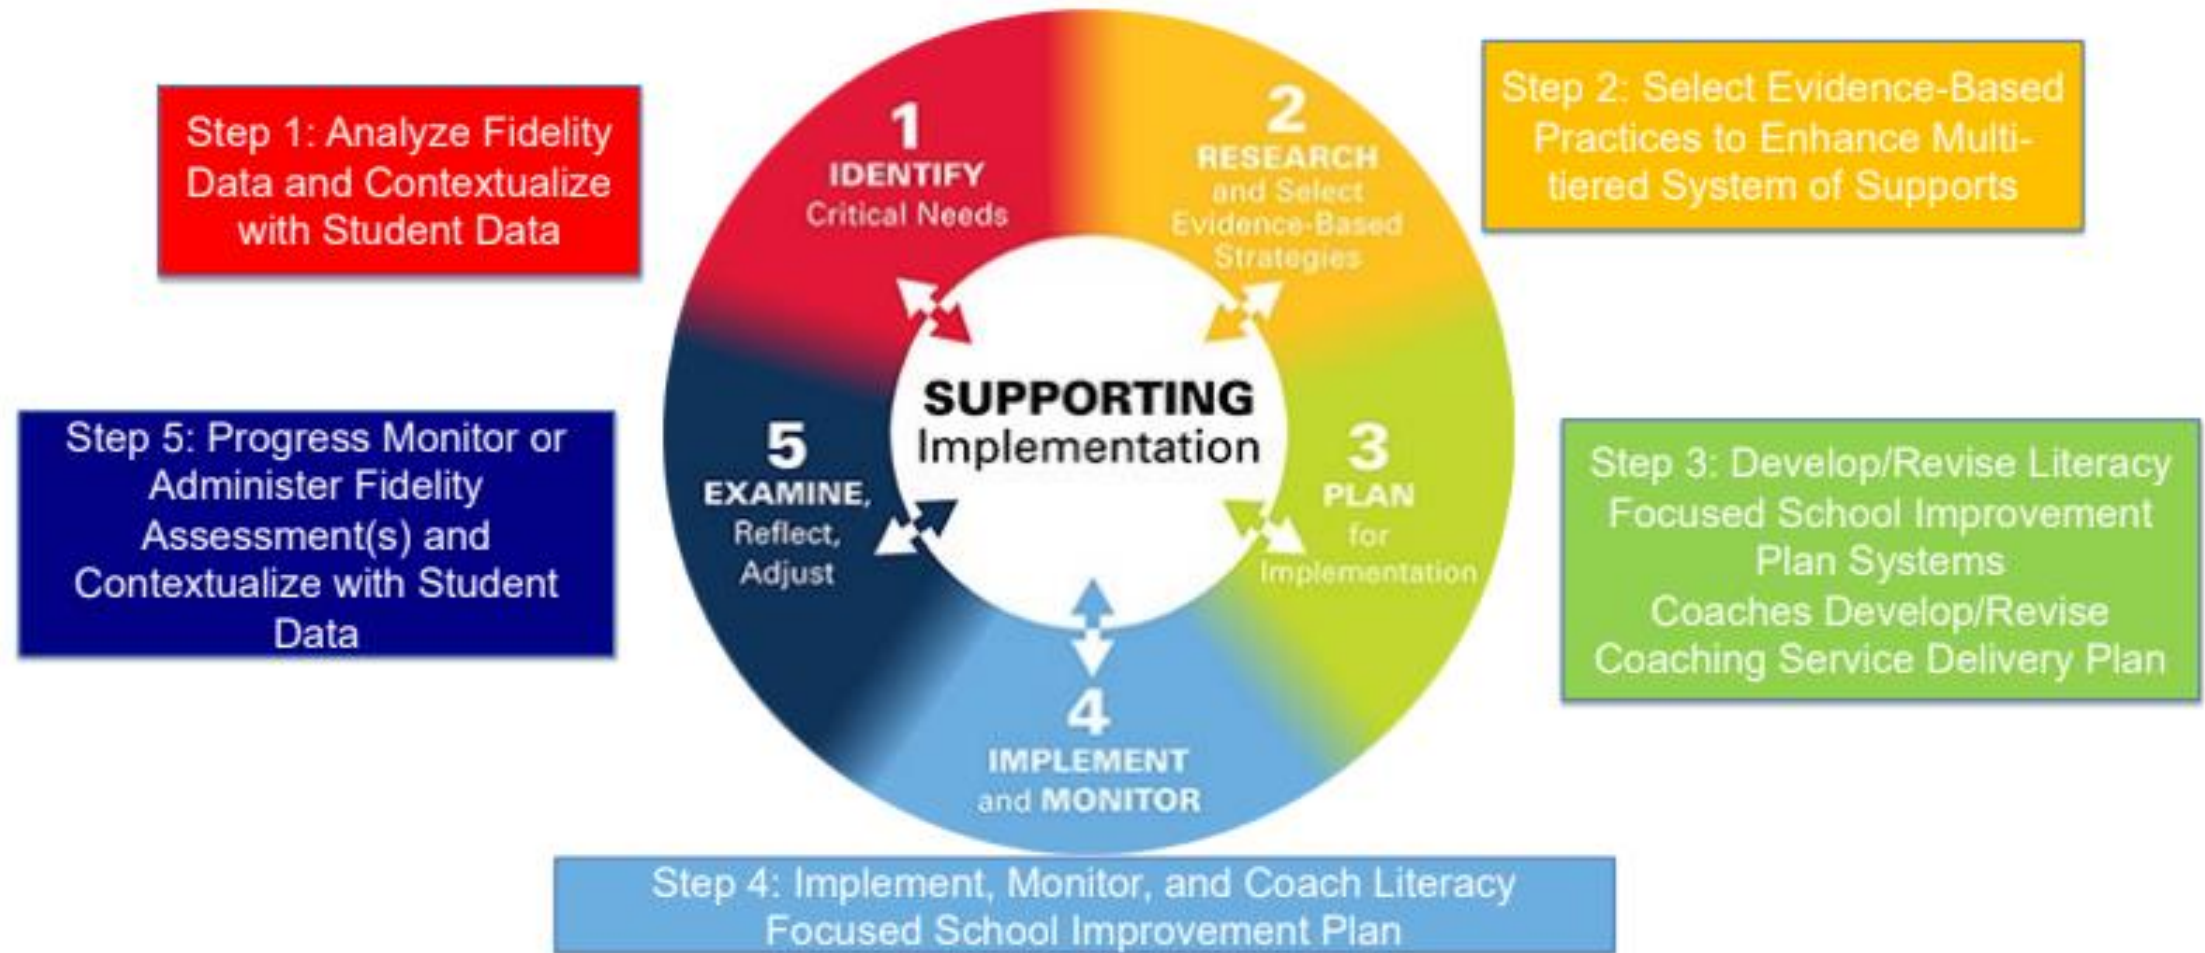 Step 1: Analyze Fidelity
Data and Contextualize
with Student Data
1
IDENTIFY
Critical Needs
2
RESEARCH
and Select
Evidence-Based
Strategies
Step 2: Select Evidence-Based
Practices to Enhance Multi-
tiered System of Supports
SUPPORTING
Implementation
3
PLAN
for
Implementation
Step 3: Develop/Revise Literacy
Focused School Improvement
Plan Systems
Coaches Develop/Revise
Coaching Service Delivery Plan
4
IMPLEMENT
and MONITOR
Step 4: Implement, Monitor, and Coach Literacy
Focused School Improvement Plan
5
EXAMINE,
Reflect,
Adjust
Step 5: Progress Monitor or
Administer Fidelity
Assessment(s) and
Contextualize with Student
Data